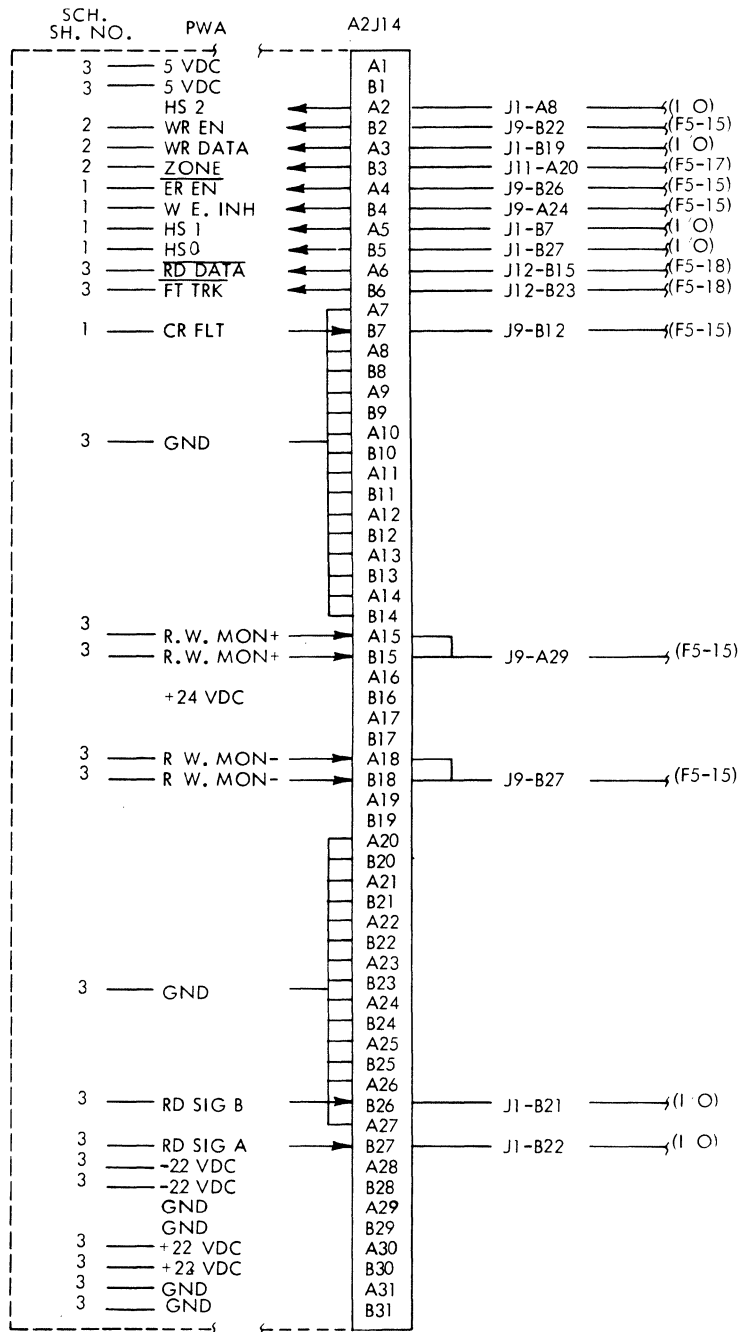 SCH.
SH. NO. PWA A2J14
3 5 VDC A1
3 5 VDC B1
HS 2 A2 J1-A8 (I O)
2 WR EN B2 J9-B22 (F5-15)
2 WR DATA A3 J1-B19 (I O)
2 ZONE B3 J11-A20 (F5-17)
1 ER EN A4 J9-B26 (F5-15)
1 W E. INH B4 J9-A24 (F5-15)
1 HS 1 A5 J1-B7 (I O)
1 HS 0 B5 J1-B27 (I O)
3 RD DATA A6 J12-B15 (F5-18)
3 FT TRK B6 J12-B23 (F5-18)
A7
1 CR FLT B7 J9-B12 (F5-15)
A8
B8
A9
B9
3 GND A10
B10
A11
B11
A12
B12
A13
B13
A14
B14
3 R.W. MON+ A15
3 R.W. MON+ B15 J9-A29 (F5-15)
A16
+24 VDC B16
A17
B17
3 R W. MON- A18
3 R W. MON- B18 J9-B27 (F5-15)
A19
B19
A20
B20
A21
B21
A22
B22
A23
3 GND B23
A24
B24
A25
B25
A26
3 RD SIG B B26 J1-B21 (I O)
A27
3 RD SIG A B27 J1-B22 (I O)
3 -22 VDC A28
3 -22 VDC B28
GND A29
GND B29
3 +22 VDC A30
3 +22 VDC B30
3 GND A31
3 GND B31